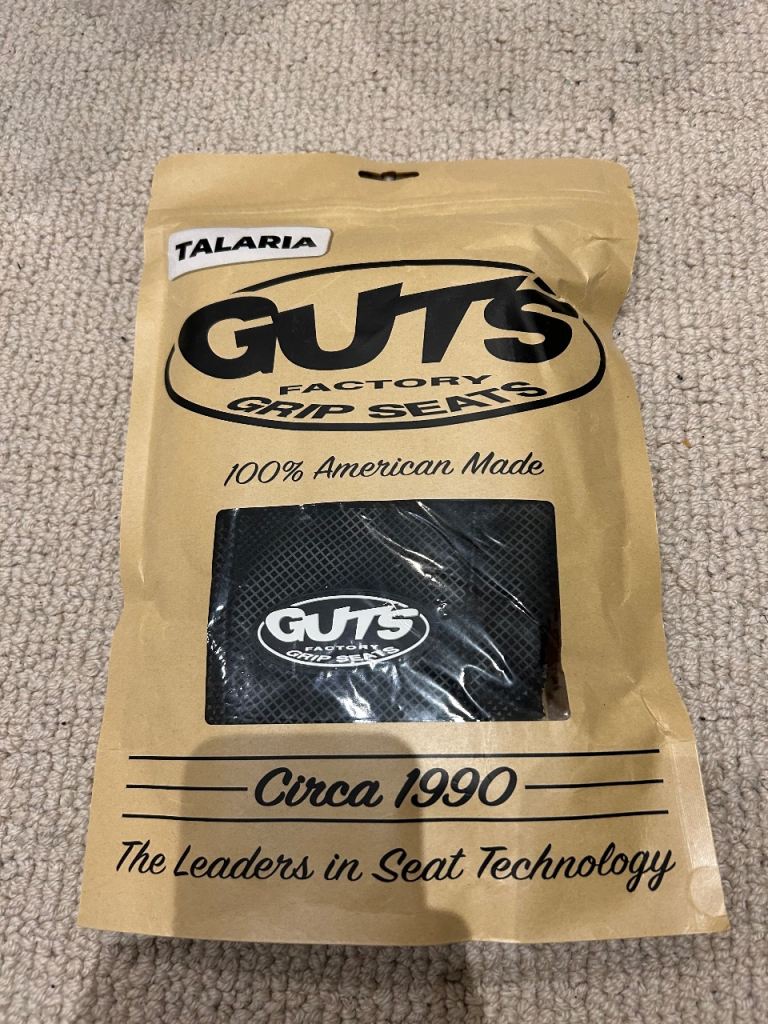 TALARIA
GUTS
FACTORY
GRIP SEATS
100% American Made
GUTS
FACTORY
GRIP SEATS
Circa 1990
The Leaders in Seat Technology